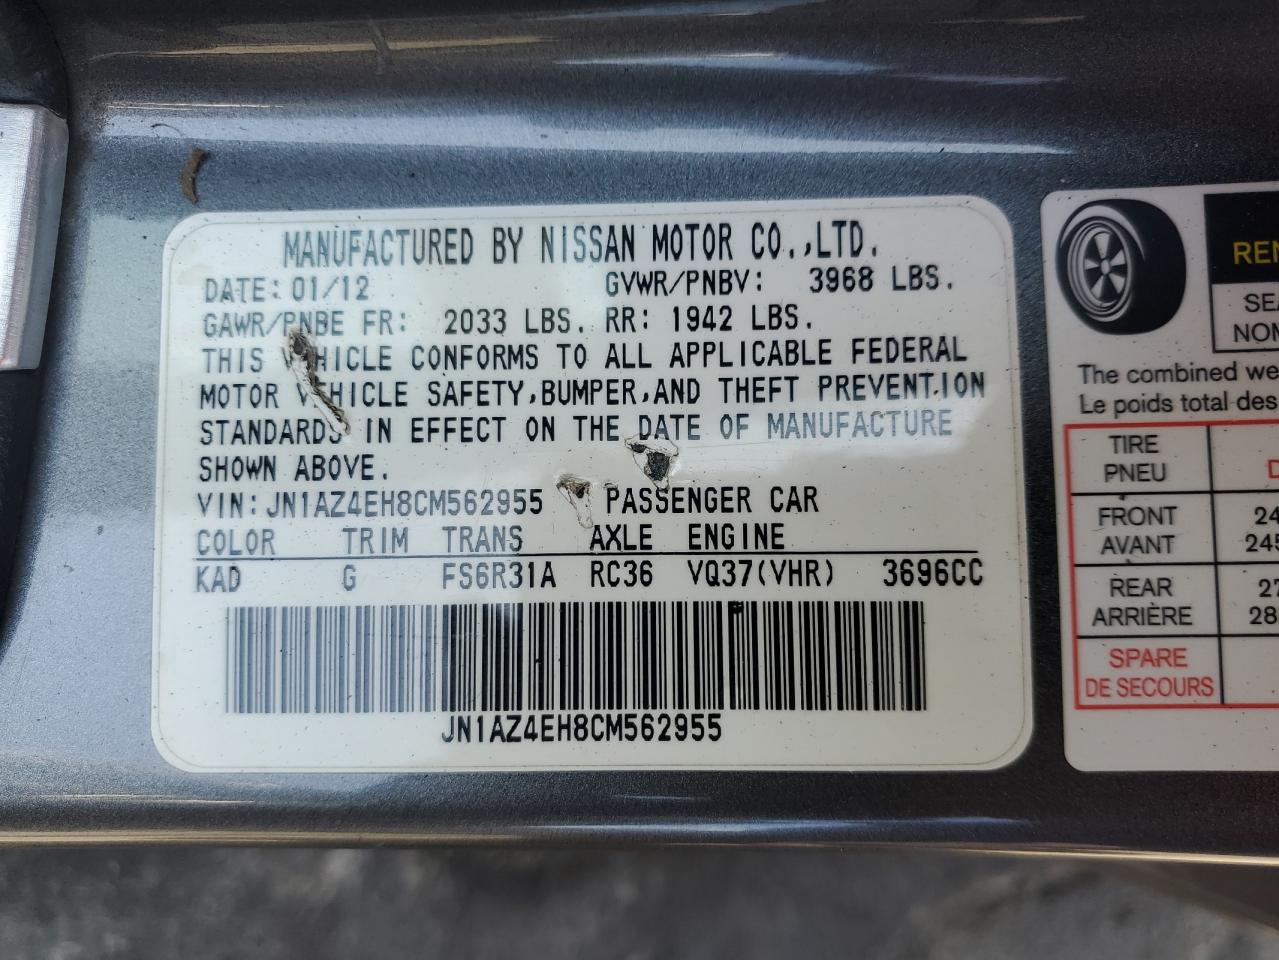 MANUFACTURED BY NISSAN MOTOR CO.,LTD.
DATE: 01/12 GVWR/PNBV: 3968 LBS.
GAWR/PNBE FR: 2033 LBS. RR: 1942 LBS.
THIS VEHICLE CONFORMS TO ALL APPLICABLE FEDERAL
MOTOR VEHICLE SAFETY,BUMPER,AND THEFT PREVENTION
STANDARDS IN EFFECT ON THE DATE OF MANUFACTURE
SHOWN ABOVE.
VIN:JN1AZ4EH8CM562955 PASSENGER CAR
COLOR TRIM TRANS AXLE ENGINE
KAD G FS6R31A RC36 VQ37(VHR) 3696CC
JN1AZ4EH8CM562955
The combined
Le poids total des
TIRE
PNEU
FRONT
AVANT
REAR
ARRIÈRE
SPARE
DE SECOURS